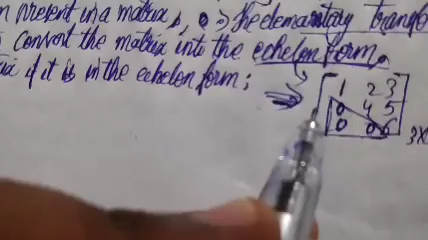 present in a matrix, => The elementary transfo
convert the matrix into the echelon form.
if it is in the echelon form;
1 2 3
0 4 5
0 0 6
3x